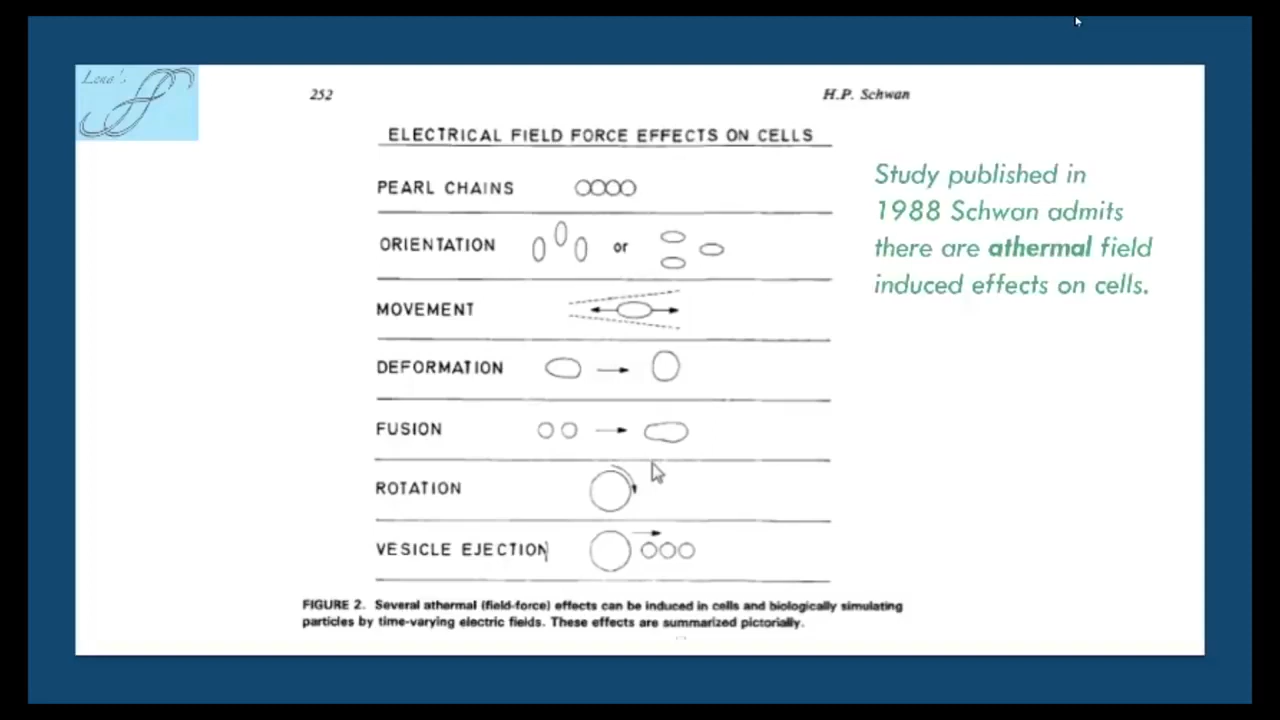 Lena's
252
H.P. Schwan
ELECTRICAL FIELD FORCE EFFECTS ON CELLS
PEARL CHAINS
ORIENTATION
or
MOVEMENT
DEFORMATION
FUSION
ROTATION
VESICLE EJECTION
FIGURE 2. Several athermal (field-force) effects can be induced in cells and biologically simulating
particles by time-varying electric fields. These effects are summarized pictorially.
Study published in
1988 Schwan admits
there are athermal field
induced effects on cells.